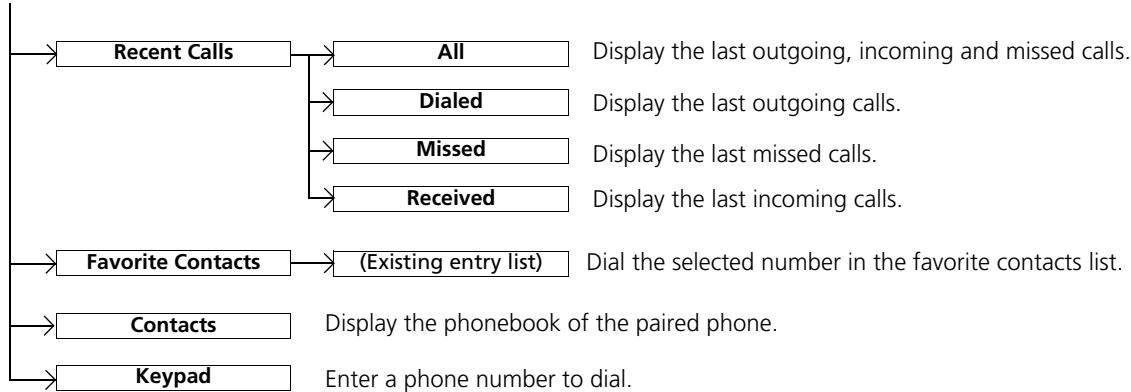 Recent Calls All Display the last outgoing, incoming and missed calls.
Dialed Display the last outgoing calls.
Missed Display the last missed calls.
Received Display the last incoming calls.
Favorite Contacts (Existing entry list) Dial the selected number in the favorite contacts list.
Contacts Display the phonebook of the paired phone.
Keypad Enter a phone number to dial.